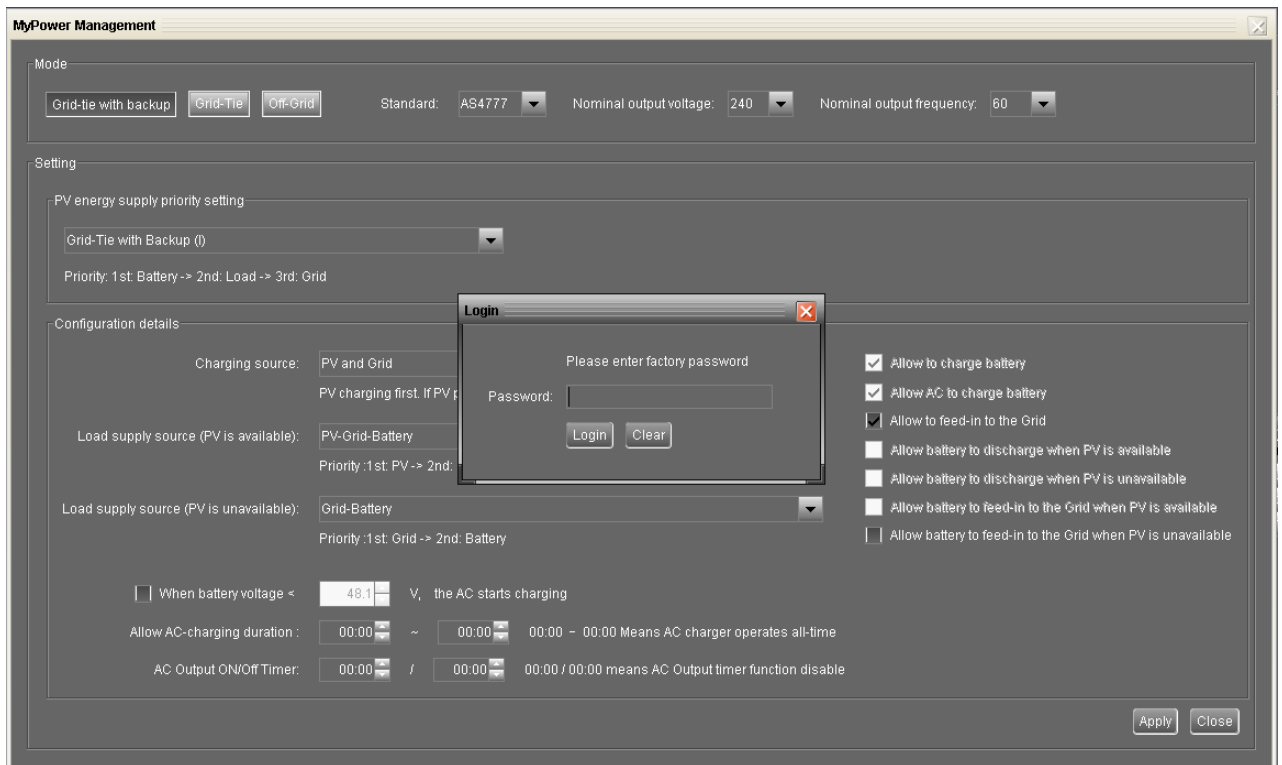 MyPower Management
Mode
Grid-tie with backup Grid-Tie Off-Grid Standard: AS4777 Nominal output voltage: 240 Nominal output frequency: 60
Setting
PV energy supply priority setting
Grid-Tie with Backup (I)
Priority: 1st: Battery -> 2nd: Load -> 3rd: Grid
Configuration details
Login
Please enter factory password
Password:
Login Clear
Charging source: PV and Grid
PV charging first. If PV
Load supply source (PV is available): PV-Grid-Battery
Priority :1st: PV -> 2nd:
Load supply source (PV is unavailable): Grid-Battery
Priority :1st: Grid -> 2nd: Battery
Allow to charge battery
Allow AC to charge battery
Allow to feed-in to the Grid
Allow battery to discharge when PV is available
Allow battery to discharge when PV is unavailable
Allow battery to feed-in to the Grid when PV is available
Allow battery to feed-in to the Grid when PV is unavailable
When battery voltage < 48.1 V, the AC starts charging
Allow AC-charging duration : 00:00 ~ 00:00 00:00 - 00:00 Means AC charger operates all-time
AC Output ON/Off Timer: 00:00 / 00:00 00:00 / 00:00 means AC Output timer function disable
Apply Close